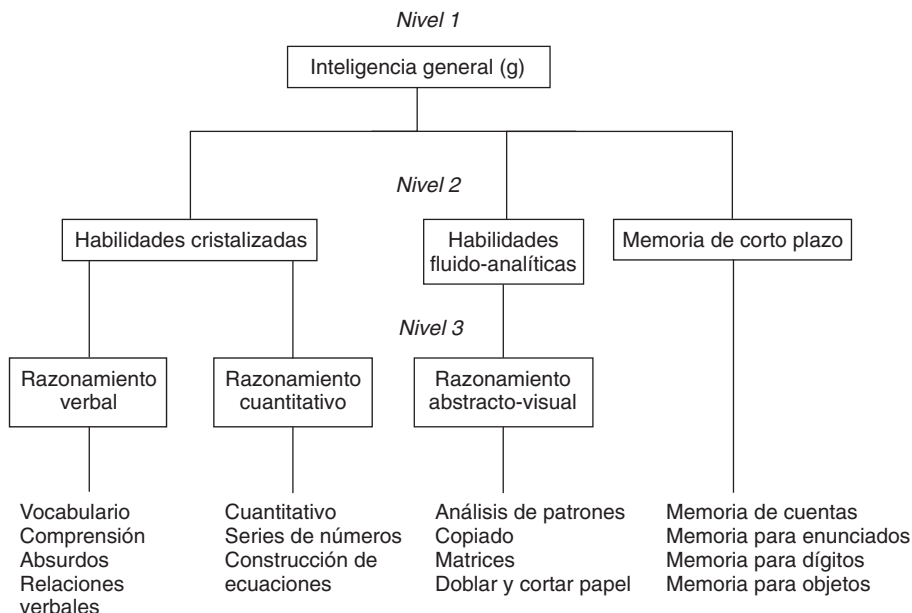 Nivel 1
Inteligencia general (g)
Nivel 2
Habilidades cristalizadas
Habilidades
fluido-analíticas
Memoria de corto plazo
Nivel 3
Razonamiento
verbal
Razonamiento
cuantitativo
Razonamiento
abstracto-visual
Vocabulario
Comprensión
Absurdos
Relaciones
verbales
Cuantitativo
Series de números
Construcción de
ecuaciones
Análisis de patrones
Copiado
Matrices
Doblar y cortar papel
Memoria de cuentas
Memoria para enunciados
Memoria para dígitos
Memoria para objetos